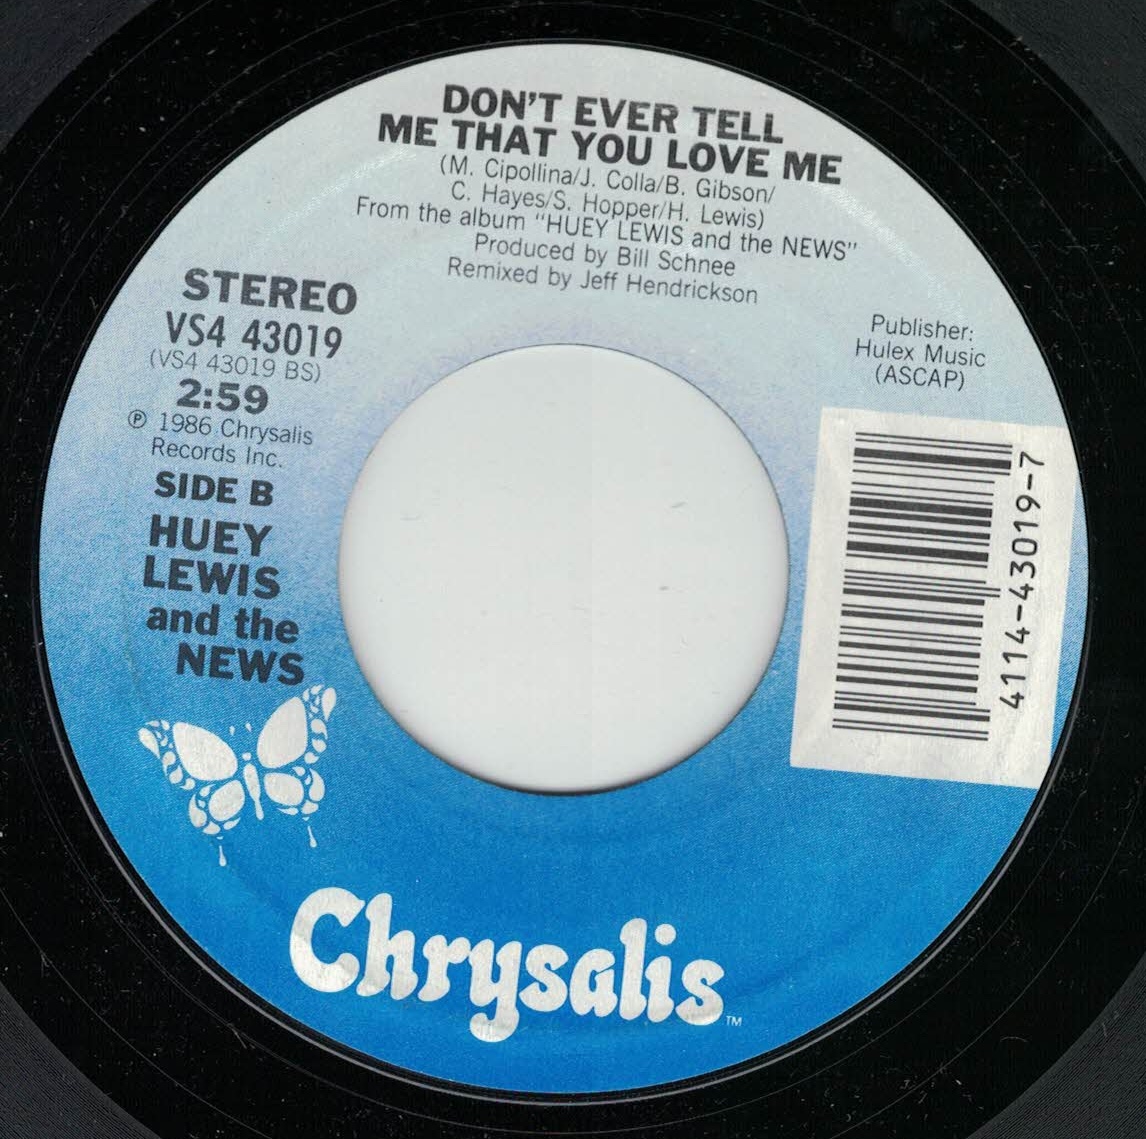 DON'T EVER TELL
ME THAT YOU LOVE ME
(M. Cipollina/J. Colla/B. Gibson/
C. Hayes/S. Hopper/H. Lewis)
From the album "HUEY LEWIS and the NEWS"
Produced by Bill Schnee
Remixed by Jeff Hendrickson
STEREO
VS4 43019
(VS4 43019 BS)
2:59
℗ 1986 Chrysalis
Records Inc.
SIDE B
HUEY
LEWIS
and the
NEWS
Publisher:
Hulex Music
(ASCAP)
4114-43019-7
Chrysalis™